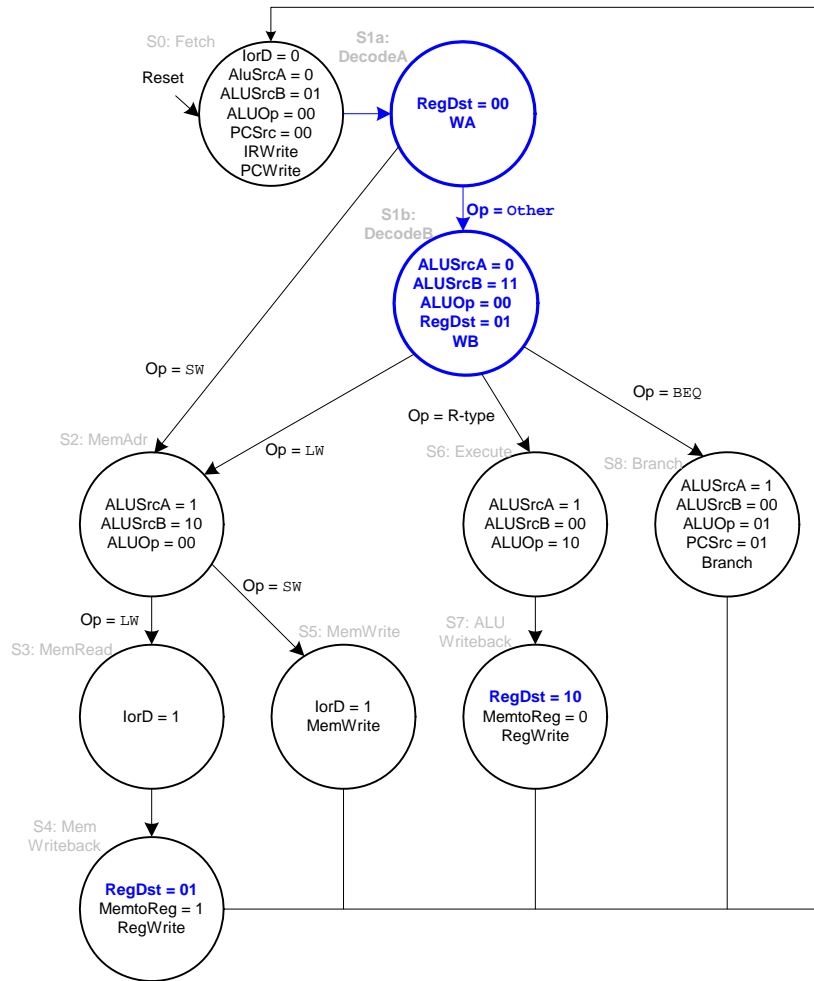 S0: Fetch
IorD = 0
AluSrcA = 0
ALUSrcB = 01
ALUOp = 00
PCSrc = 00
IRWrite
PCWrite
Reset
S1a:
DecodeA
RegDst = 00
WA
Op = Other
S1b:
DecodeB
ALUSrcA = 0
ALUSrcB = 11
ALUOp = 00
RegDst = 01
WB
Op = SW
Op = LW
Op = R-type
Op = BEQ
S2: MemAdr
ALUSrcA = 1
ALUSrcB = 10
ALUOp = 00
S6: Execute
ALUSrcA = 1
ALUSrcB = 00
ALUOp = 10
S8: Branch
ALUSrcA = 1
ALUSrcB = 00
ALUOp = 01
PCSrc = 01
Branch
Op = LW
Op = SW
S3: MemRead
IorD = 1
S5: MemWrite
IorD = 1
MemWrite
S7: ALU
Writeback
RegDst = 10
MemtoReg = 0
RegWrite
S4: Mem
Writeback
RegDst = 01
MemtoReg = 1
RegWrite